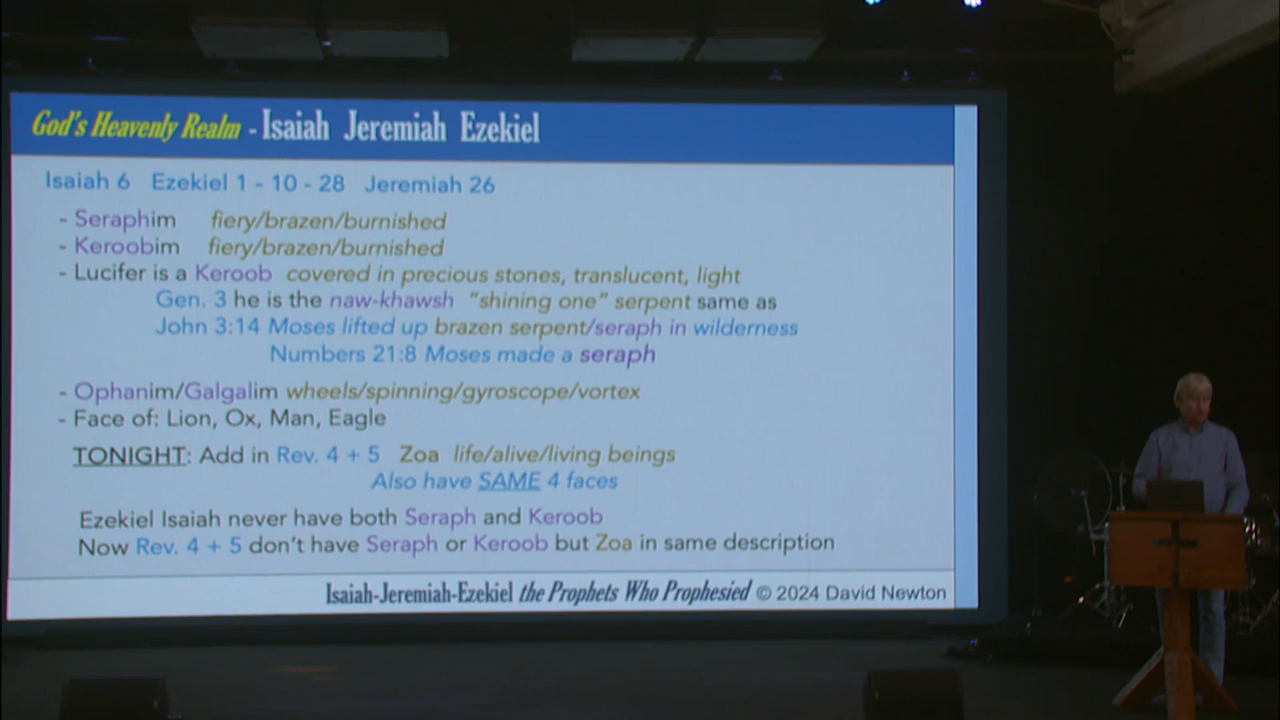 God's Heavenly Realm - Isaiah Jeremiah Ezekiel
Isaiah 6 Ezekiel 1 - 10 - 28 Jeremiah 26
- Seraphim fiery/brazen/burnished
- Keroobim fiery/brazen/burnished
- Lucifer is a Keroob covered in precious stones, translucent, light
Gen. 3 he is the naw-khawsh "shining one" serpent same as
John 3:14 Moses lifted up brazen serpent/seraph in wilderness
Numbers 21:8 Moses made a seraph
- Ophanim/Galgalim wheels/spinning/gyroscope/vortex
- Face of: Lion, Ox, Man, Eagle
TONIGHT: Add in Rev. 4 + 5 Zoa life/alive/living beings
Also have SAME 4 faces
Ezekiel Isaiah never have both Seraph and Keroob
Now Rev. 4 + 5 don't have Seraph or Keroob but Zoa in same description
Isaiah-Jeremiah-Ezekiel the Prophets Who Prophesied © 2024 David Newton